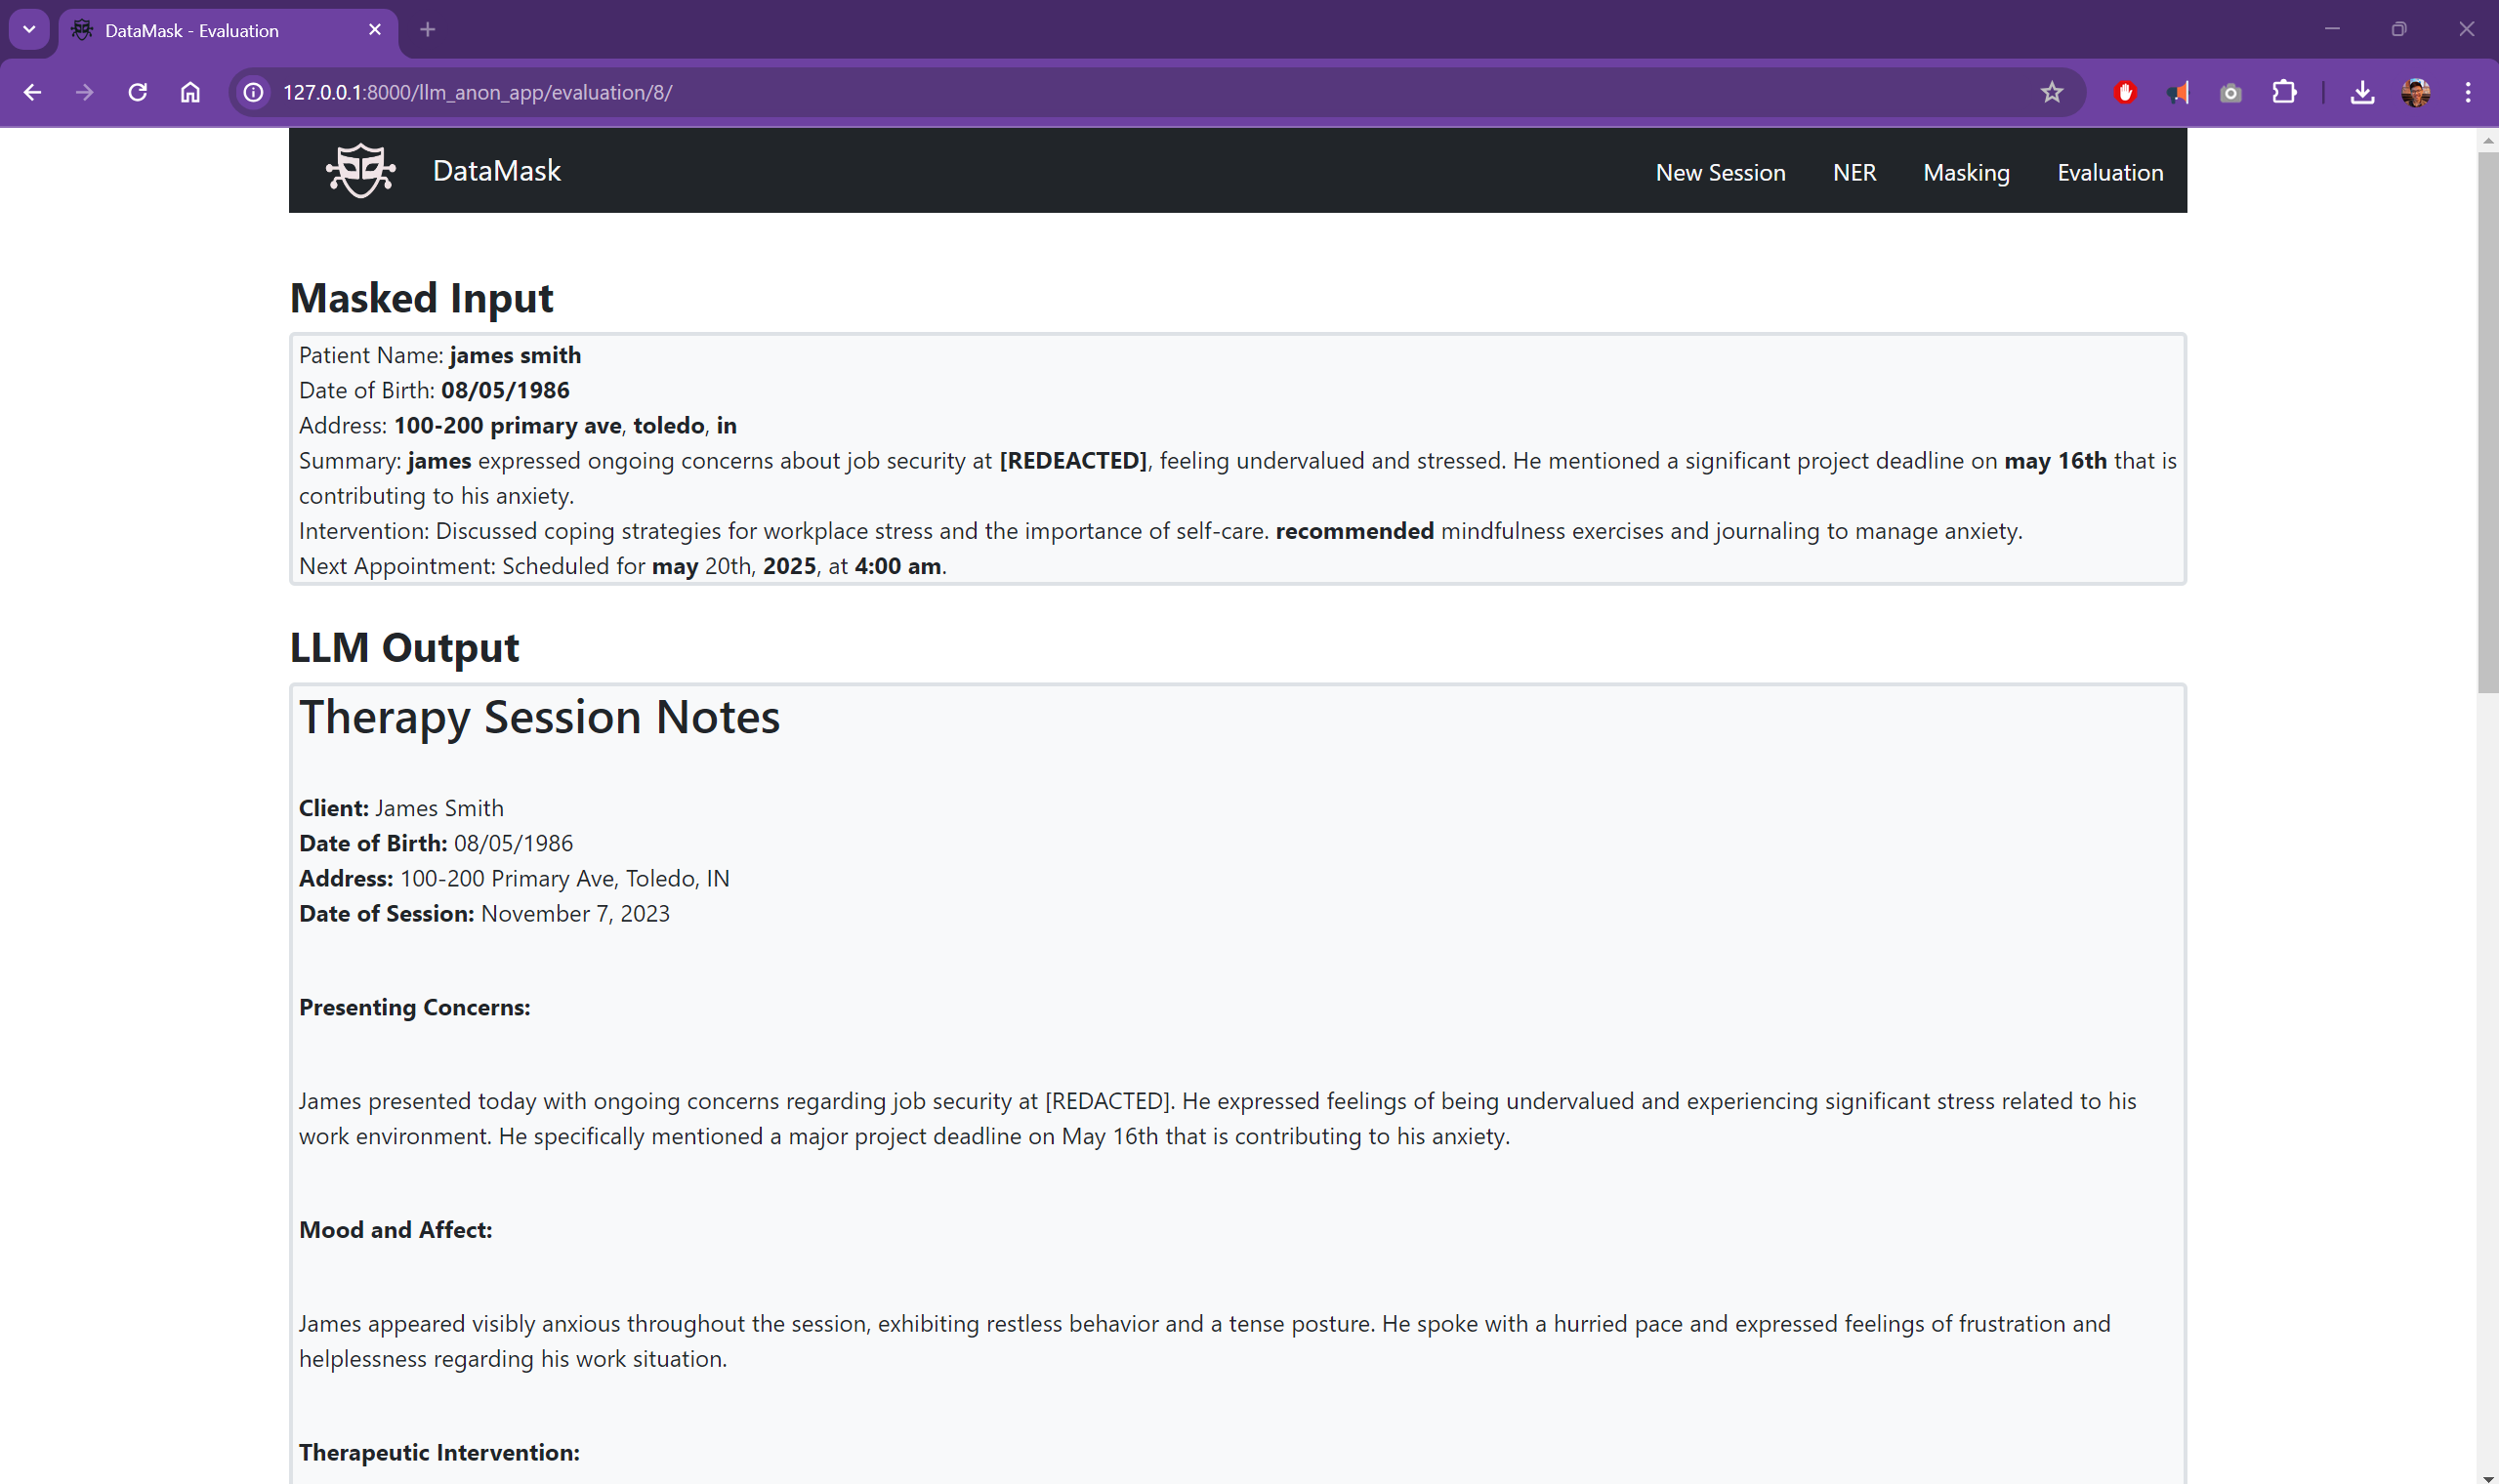 DataMask - Evaluation
127.0.0.1:8000/llm_anon_app/evaluation/8/
DataMask
New Session
NER
Masking
Evaluation
Masked Input
Patient Name: james smith
Date of Birth: 08/05/1986
Address: 100-200 primary ave, toledo, in
Summary: james expressed ongoing concerns about job security at [REDEACTED], feeling undervalued and stressed. He mentioned a significant project deadline on may 16th that is
contributing to his anxiety.
Intervention: Discussed coping strategies for workplace stress and the importance of self-care. recommended mindfulness exercises and journaling to manage anxiety.
Next Appointment: Scheduled for may 20th, 2025, at 4:00 am.
LLM Output
Therapy Session Notes
Client: James Smith
Date of Birth: 08/05/1986
Address: 100-200 Primary Ave, Toledo, IN
Date of Session: November 7, 2023
Presenting Concerns:
James presented today with ongoing concerns regarding job security at [REDACTED]. He expressed feelings of being undervalued and experiencing significant stress related to his
work environment. He specifically mentioned a major project deadline on May 16th that is contributing to his anxiety.
Mood and Affect:
James appeared visibly anxious throughout the session, exhibiting restless behavior and a tense posture. He spoke with a hurried pace and expressed feelings of frustration and
helplessness regarding his work situation.
Therapeutic Intervention: